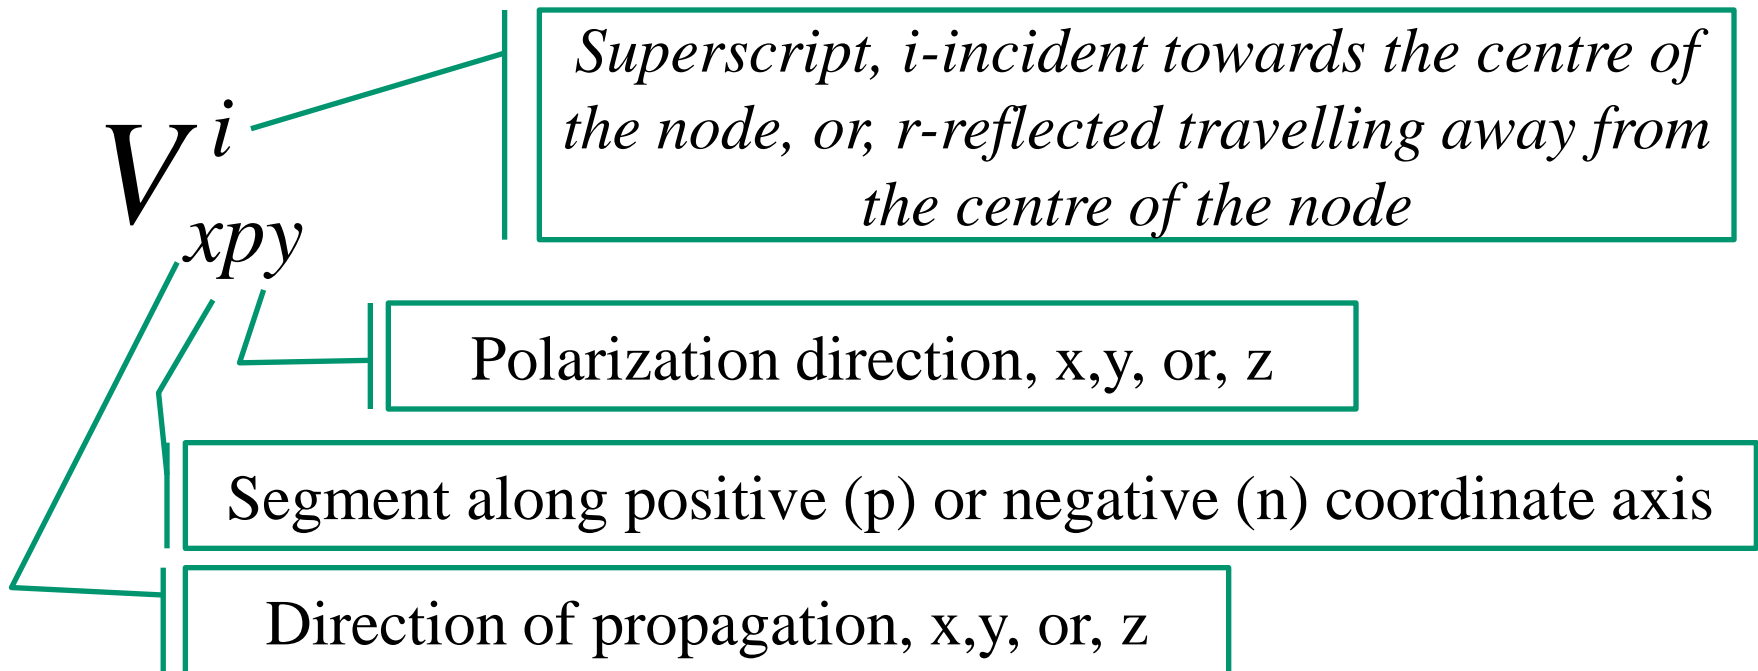 Superscript, i-incident towards the centre of
the node, or, r-reflected travelling away from
the centre of the node
V^i_{xpy}
Polarization direction, x,y, or, z
Segment along positive (p) or negative (n) coordinate axis
Direction of propagation, x,y, or, z